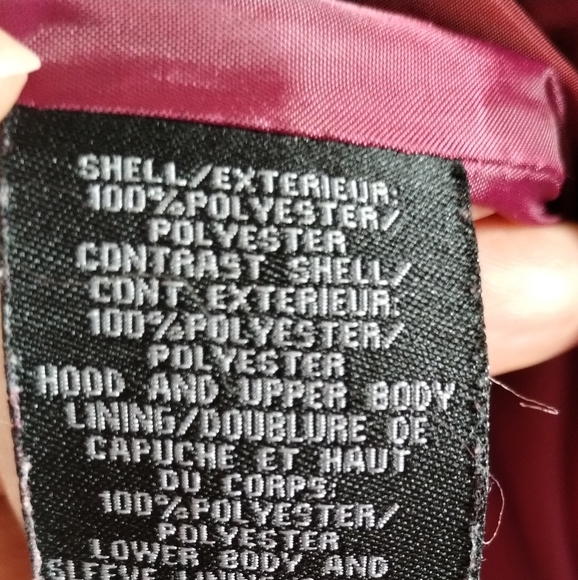 SHELL/EXTERIEUR:
100%POLYESTER/
POLYESTER
CONTRAST SHELL/
CONT EXTERIEUR:
100%POLYESTER/
POLYESTER
HOOD AND UPPER BODY
LINING/DOUBLURE DE
CAPUCHE ET HAUT
DU CORPS:
100%POLYESTER/
POLYESTER
LOWER BODY AND
SLEEVE